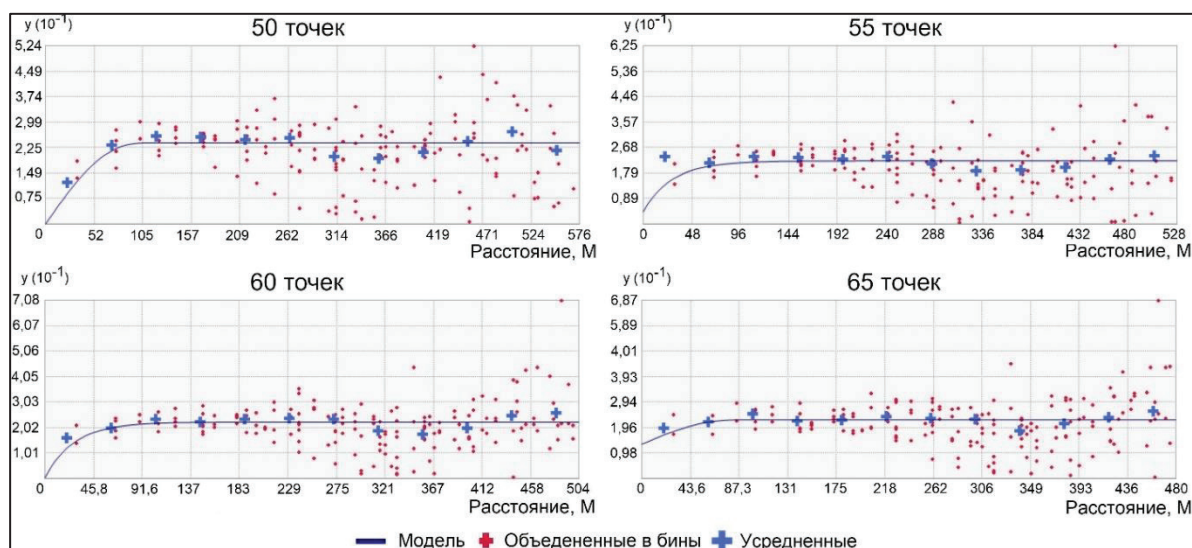 y (10⁻¹) 50 точек
5,24
4,49
3,74
2,99
2,25
1,49
0,75
0 52 105 157 209 262 314 366 419 471 524 576
Расстояние, М
y (10⁻¹) 55 точек
6,25
5,36
4,46
3,57
2,68
1,79
0,89
0 48 96 144 192 240 288 336 384 432 480 528
Расстояние, М
y (10⁻¹) 60 точек
7,08
6,07
5,06
4,05
3,03
2,02
1,01
0 45,8 91,6 137 183 229 275 321 367 412 458 504
Расстояние, М
y (10⁻¹) 65 точек
6,87
5,89
4,01
3,93
2,94
1,96
0,98
0 43,6 87,3 131 175 218 262 306 349 393 436 480
Расстояние, М
Модель Объедененные в бины Усредненные